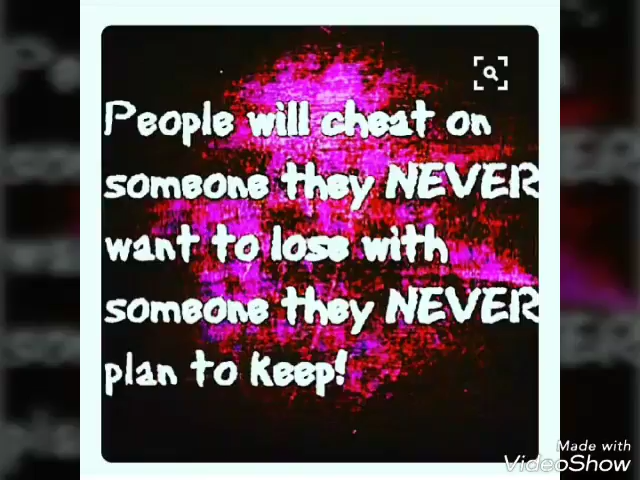 People will cheat on
someone they NEVER
want to lose with
someone they NEVER
plan to keep!
Made with
VideoShow